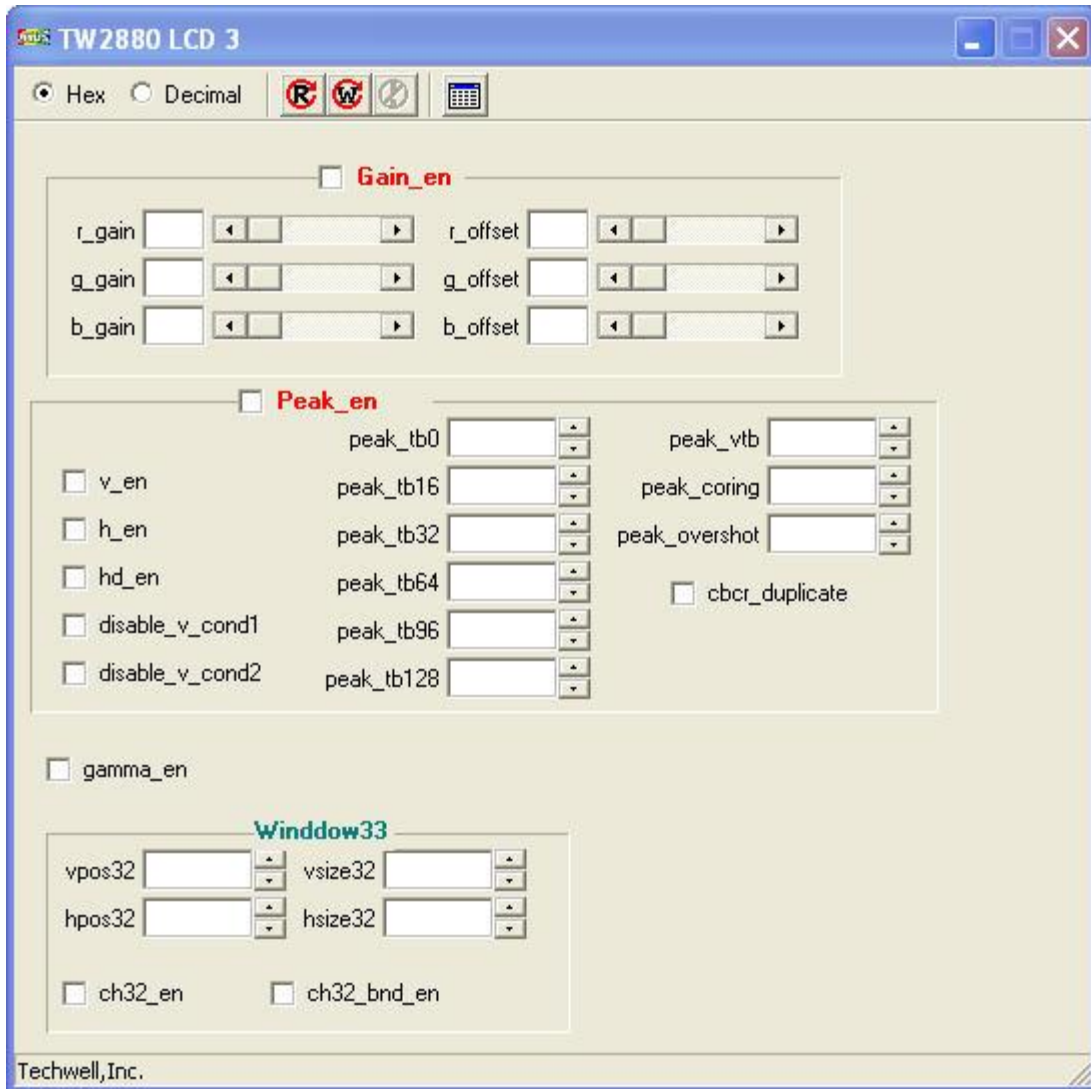 TW2880 LCD 3
Hex Decimal R W
Gain_en
r_gain r_offset
g_gain g_offset
b_gain b_offset
Peak_en
peak_tb0 peak_vtb
v_en peak_tb16 peak_coring
h_en peak_tb32 peak_overshot
hd_en peak_tb64 cbcr_duplicate
disable_v_cond1 peak_tb96
disable_v_cond2 peak_tb128
gamma_en
Winddow33
vpos32 vsize32
hpos32 hsize32
ch32_en ch32_bnd_en
Techwell,Inc.